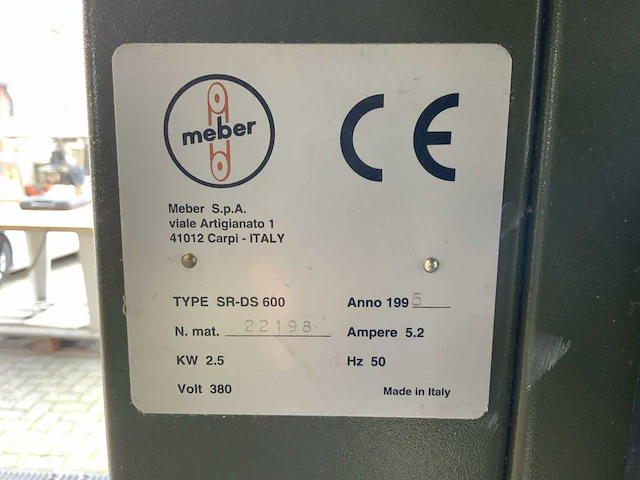 meber
CE
Meber S.p.A.
viale Artigianato 1
41012 Carpi - ITALY
TYPE SR-DS 600
Anno 1995
N. mat. 22198
Ampere 5.2
KW 2.5
Hz 50
Volt 380
Made in Italy